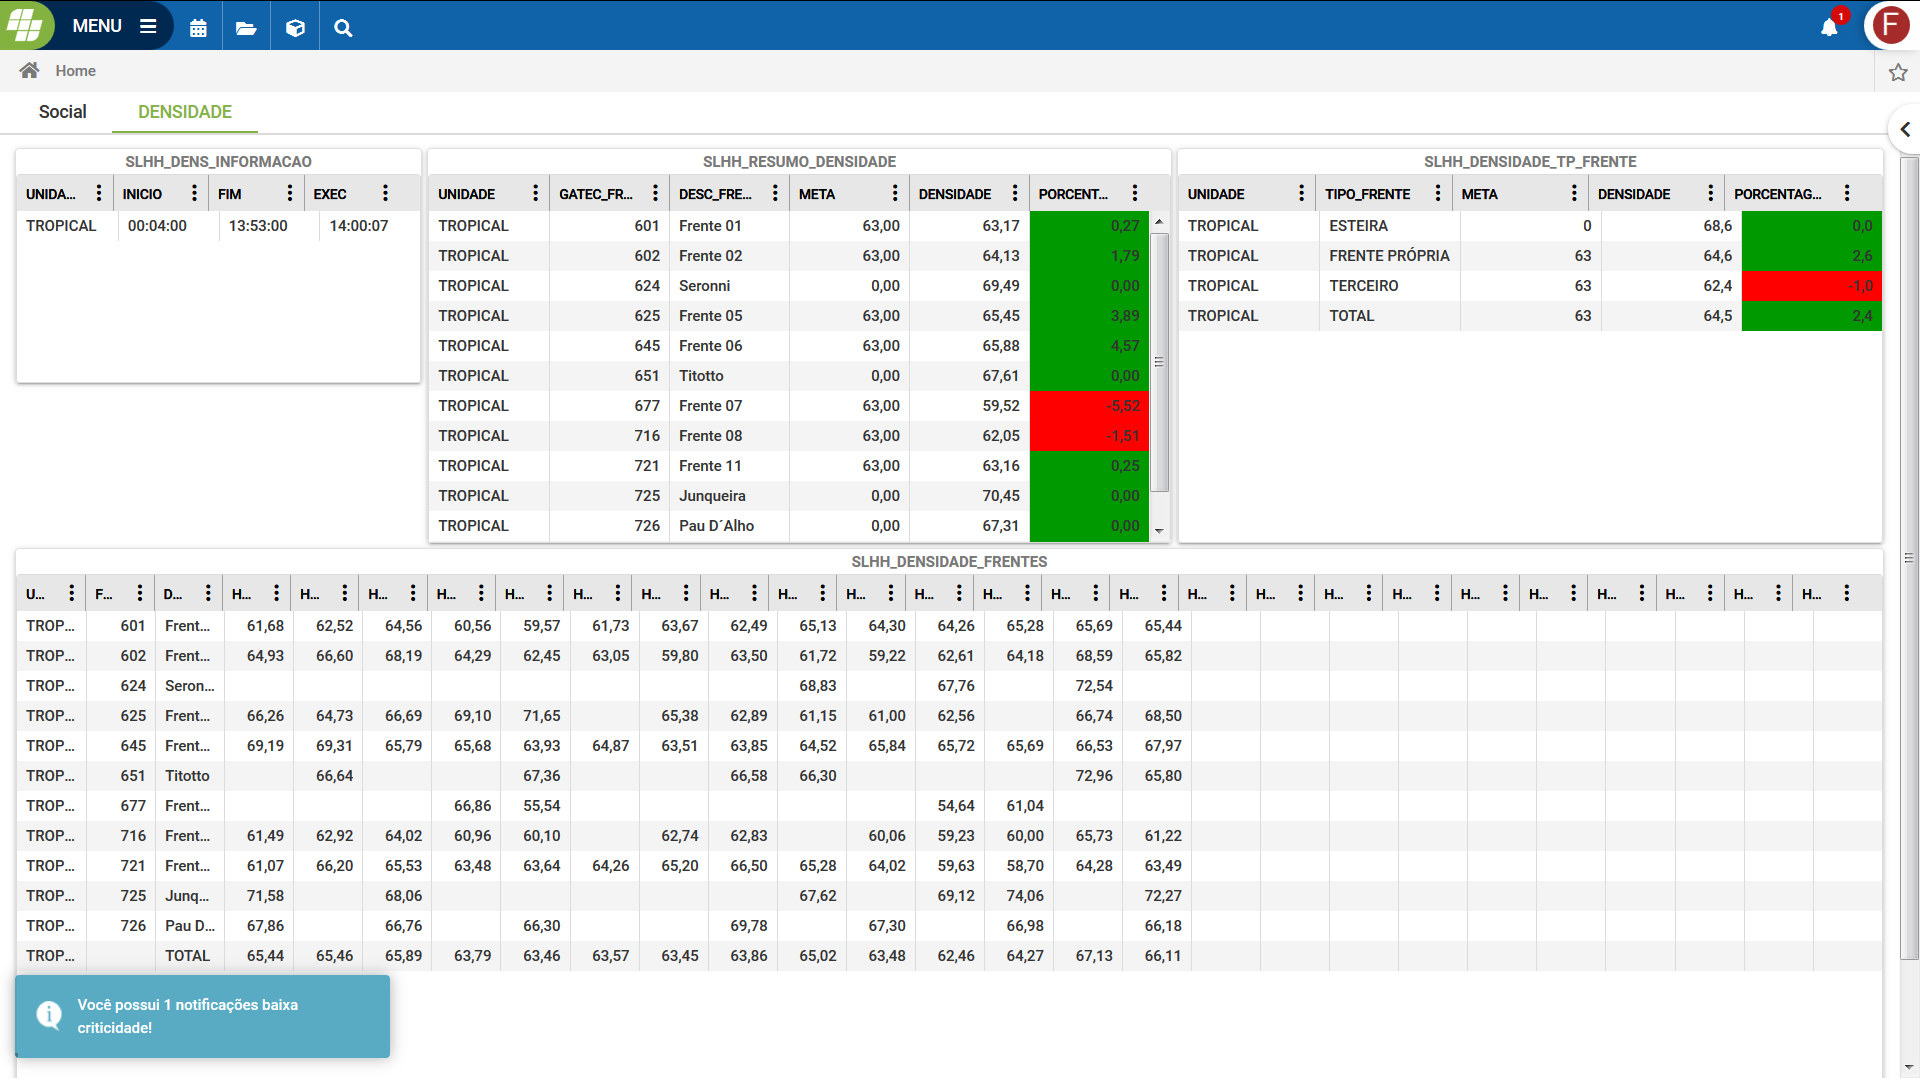 MENU
1
F
Home
Social DENSIDADE
SLHH_DENS_INFORMACAO
UNIDA... INICIO FIM EXEC
TROPICAL 00:04:00 13:53:00 14:00:07
SLHH_RESUMO_DENSIDADE
UNIDADE GATEC_FR... DESC_FRE... META DENSIDADE PORCENT...
TROPICAL 601 Frente 01 63,00 63,17 0,27
TROPICAL 602 Frente 02 63,00 64,13 1,79
TROPICAL 624 Seronni 0,00 69,49 0,00
TROPICAL 625 Frente 05 63,00 65,45 3,89
TROPICAL 645 Frente 06 63,00 65,88 4,57
TROPICAL 651 Titotto 0,00 67,61 0,00
TROPICAL 677 Frente 07 63,00 59,52 -5,52
TROPICAL 716 Frente 08 63,00 62,05 -1,51
TROPICAL 721 Frente 11 63,00 63,16 0,25
TROPICAL 725 Junqueira 0,00 70,45 0,00
TROPICAL 726 Pau D´Alho 0,00 67,31 0,00
SLHH_DENSIDADE_TP_FRENTE
UNIDADE TIPO_FRENTE META DENSIDADE PORCENTAG...
TROPICAL ESTEIRA 0 68,6 0,0
TROPICAL FRENTE PRÓPRIA 63 64,6 2,6
TROPICAL TERCEIRO 63 62,4 -1,0
TROPICAL TOTAL 63 64,5 2,4
SLHH_DENSIDADE_FRENTES
U... F... D... H... H... H... H... H... H... H... H... H... H... H... H... H... H... H... H... H... H... H... H... H... H... H... H...
TROP... 601 Frent... 61,68 62,52 64,56 60,56 59,57 61,73 63,67 62,49 65,13 64,30 64,26 65,28 65,69 65,44
TROP... 602 Frent... 64,93 66,60 68,19 64,29 62,45 63,05 59,80 63,50 61,72 59,22 62,61 64,18 68,59 65,82
TROP... 624 Seron... 68,83 67,76 72,54
TROP... 625 Frent... 66,26 64,73 66,69 69,10 71,65 65,38 62,89 61,15 61,00 62,56 66,74 68,50
TROP... 645 Frent... 69,19 69,31 65,79 65,68 63,93 64,87 63,51 63,85 64,52 65,84 65,72 65,69 66,53 67,97
TROP... 651 Titotto 66,64 67,36 66,58 66,30 72,96 65,80
TROP... 677 Frent... 66,86 55,54 54,64 61,04
TROP... 716 Frent... 61,49 62,92 64,02 60,96 60,10 62,74 62,83 60,06 59,23 60,00 65,73 61,22
TROP... 721 Frent... 61,07 66,20 65,53 63,48 63,64 64,26 65,20 66,50 65,28 64,02 59,63 58,70 64,28 63,49
TROP... 725 Junq... 71,58 68,06 67,62 69,12 74,06 72,27
TROP... 726 Pau D... 67,86 66,76 66,30 69,78 67,30 66,98 66,18
TROP... TOTAL 65,44 65,46 65,89 63,79 63,46 63,57 63,45 63,86 65,02 63,48 62,46 64,27 67,13 66,11
Você possui 1 notificações baixa
criticidade!